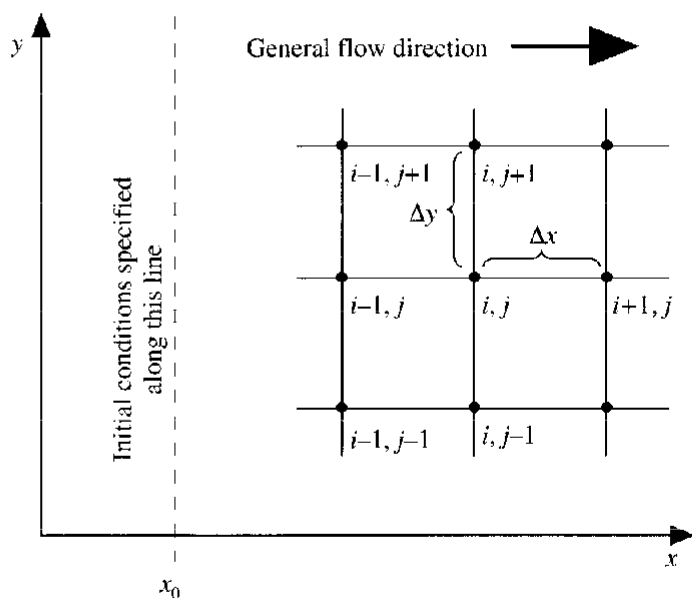 y
General flow direction
i–1, j+1
i, j+1
Δy
Δx
Initial conditions specified
along this line
i–1, j
i, j
i+1, j
i–1, j–1
i, j–1
x
x₀